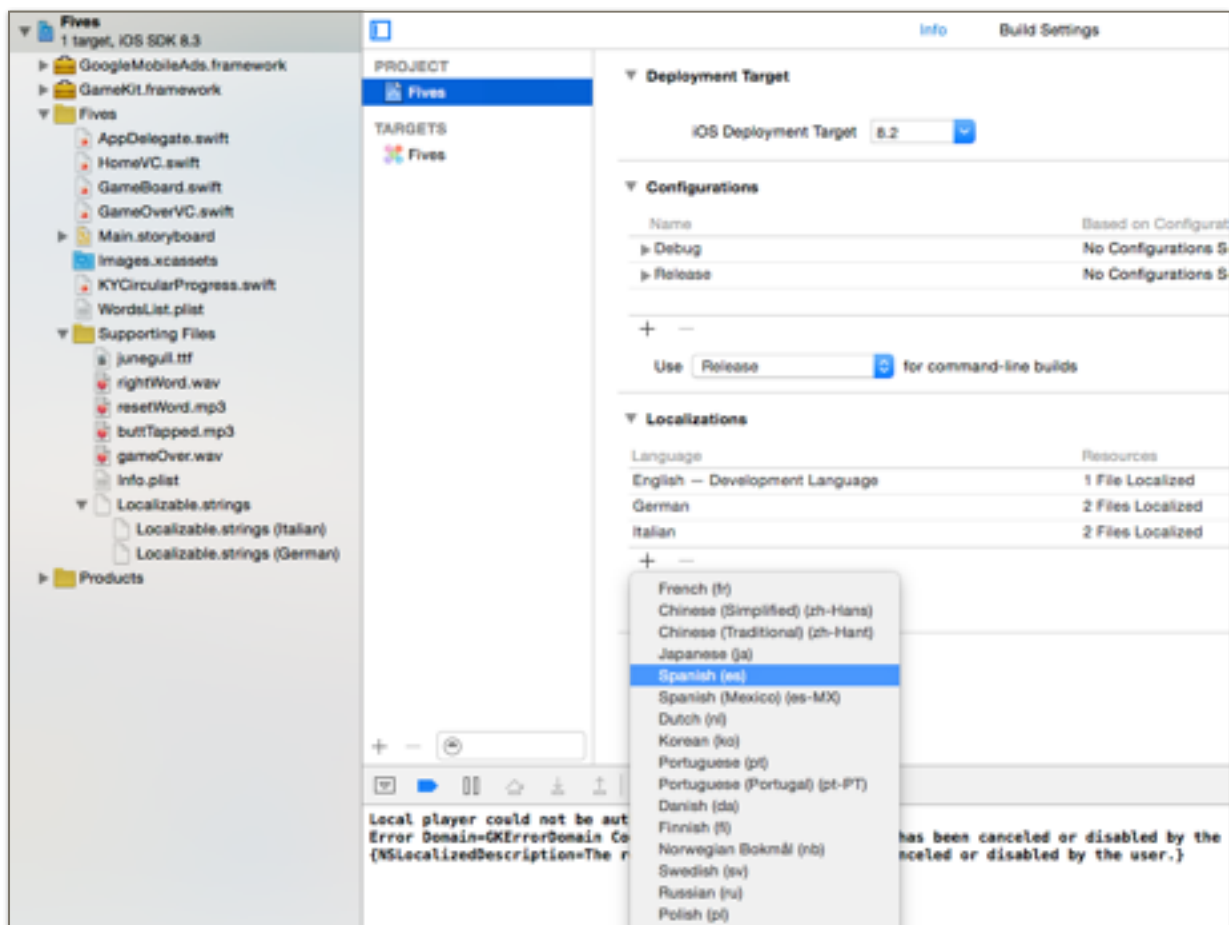 Fives
1 target, iOS SDK 8.3
GoogleMobileAds.framework
GameKit.framework
Fives
AppDelegate.swift
HomeVC.swift
GameBoard.swift
GameOverVC.swift
Main.storyboard
Images.xcassets
KYCircularProgress.swift
WordsList.plist
Supporting Files
junegull.ttf
rightWord.wav
resetWord.mp3
buttTapped.mp3
gameOver.wav
Info.plist
Localizable.strings
Localizable.strings (Italian)
Localizable.strings (German)
Products
PROJECT
Fives
TARGETS
Fives
Info Build Settings
Deployment Target
iOS Deployment Target 8.2
Configurations
Name Based on Configurat
Debug No Configurations S
Release No Configurations S
Use Release for command-line builds
Localizations
Language Resources
English — Development Language 1 File Localized
German 2 Files Localized
Italian 2 Files Localized
French (fr)
Chinese (Simplified) (zh-Hans)
Chinese (Traditional) (zh-Hant)
Japanese (ja)
Spanish (es)
Spanish (Mexico) (es-MX)
Dutch (nl)
Korean (ko)
Portuguese (pt)
Portuguese (Portugal) (pt-PT)
Danish (da)
Finnish (fi)
Norwegian Bokmål (nb)
Swedish (sv)
Russian (ru)
Polish (pl)
Local player could not be aut
Error Domain=GKErrorDomain Co has been canceled or disabled by the
{NSLocalizedDescription=The r nceled or disabled by the user.}